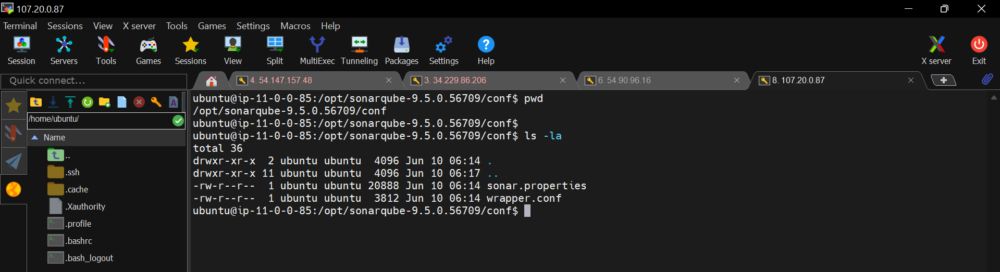 107.20.0.87
Terminal Sessions View X server Tools Games Settings Macros Help
Session Servers Tools Games Sessions View Split MultiExec Tunneling Packages Settings Help X server Exit
Quick connect...
4. 54.147.157.48
3. 34.229.86.206
6. 54.90.96.16
8. 107.20.0.87
/home/ubuntu/
Name
..
.ssh
.cache
.Xauthority
.profile
.bashrc
.bash_logout
ubuntu@ip-11-0-0-85:/opt/sonarqube-9.5.0.56709/conf$ pwd
/opt/sonarqube-9.5.0.56709/conf
ubuntu@ip-11-0-0-85:/opt/sonarqube-9.5.0.56709/conf$
ubuntu@ip-11-0-0-85:/opt/sonarqube-9.5.0.56709/conf$ ls -la
total 36
drwxr-xr-x  2 ubuntu ubuntu  4096 Jun 10 06:14 .
drwxr-xr-x 11 ubuntu ubuntu  4096 Jun 10 06:17 ..
-rw-r--r--  1 ubuntu ubuntu 20888 Jun 10 06:14 sonar.properties
-rw-r--r--  1 ubuntu ubuntu  3812 Jun 10 06:14 wrapper.conf
ubuntu@ip-11-0-0-85:/opt/sonarqube-9.5.0.56709/conf$